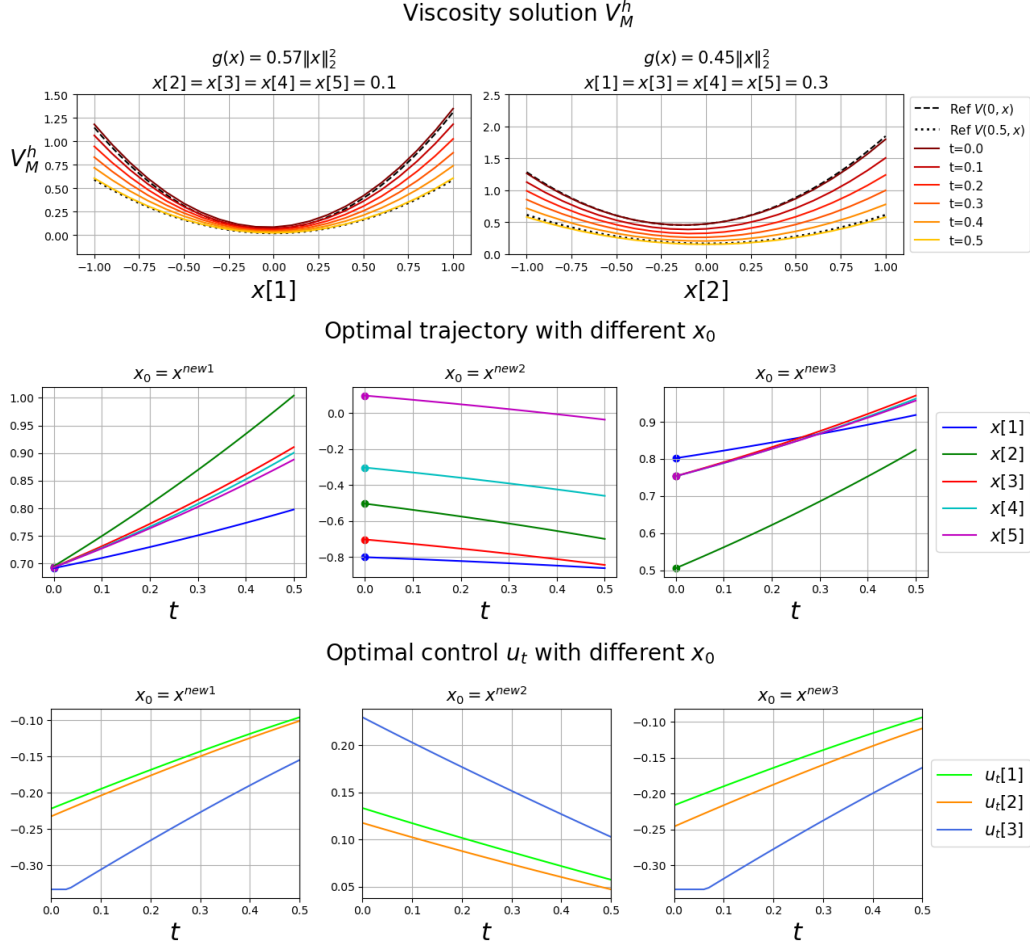 Viscosity solution $V_M^h$
$g(x) = 0.57\|x\|_2^2$
$x[2] = x[3] = x[4] = x[5] = 0.1$
$g(x) = 0.45\|x\|_2^2$
$x[1] = x[3] = x[4] = x[5] = 0.3$
$V_M^h$
1.50
1.25
1.00
0.75
0.50
0.25
0.00
−1.00 −0.75 −0.50 −0.25 0.00 0.25 0.50 0.75 1.00
x[1]
2.5
2.0
1.5
1.0
0.5
0.0
−1.00 −0.75 −0.50 −0.25 0.00 0.25 0.50 0.75 1.00
x[2]
Ref V(0, x)
Ref V(0.5, x)
t=0.0
t=0.1
t=0.2
t=0.3
t=0.4
t=0.5
Optimal trajectory with different $x_0$
$x_0 = x^{new1}$
1.00
0.95
0.90
0.85
0.80
0.75
0.70
0.0 0.1 0.2 0.3 0.4 0.5
t
$x_0 = x^{new2}$
0.0
−0.2
−0.4
−0.6
−0.8
0.0 0.1 0.2 0.3 0.4 0.5
t
$x_0 = x^{new3}$
0.9
0.8
0.7
0.6
0.5
0.0 0.1 0.2 0.3 0.4 0.5
t
x[1]
x[2]
x[3]
x[4]
x[5]
Optimal control $u_t$ with different $x_0$
$x_0 = x^{new1}$
−0.10
−0.15
−0.20
−0.25
−0.30
0.0 0.1 0.2 0.3 0.4 0.5
t
$x_0 = x^{new2}$
0.20
0.15
0.10
0.05
0.0 0.1 0.2 0.3 0.4 0.5
t
$x_0 = x^{new3}$
−0.10
−0.15
−0.20
−0.25
−0.30
0.0 0.1 0.2 0.3 0.4 0.5
t
$u_t[1]$
$u_t[2]$
$u_t[3]$